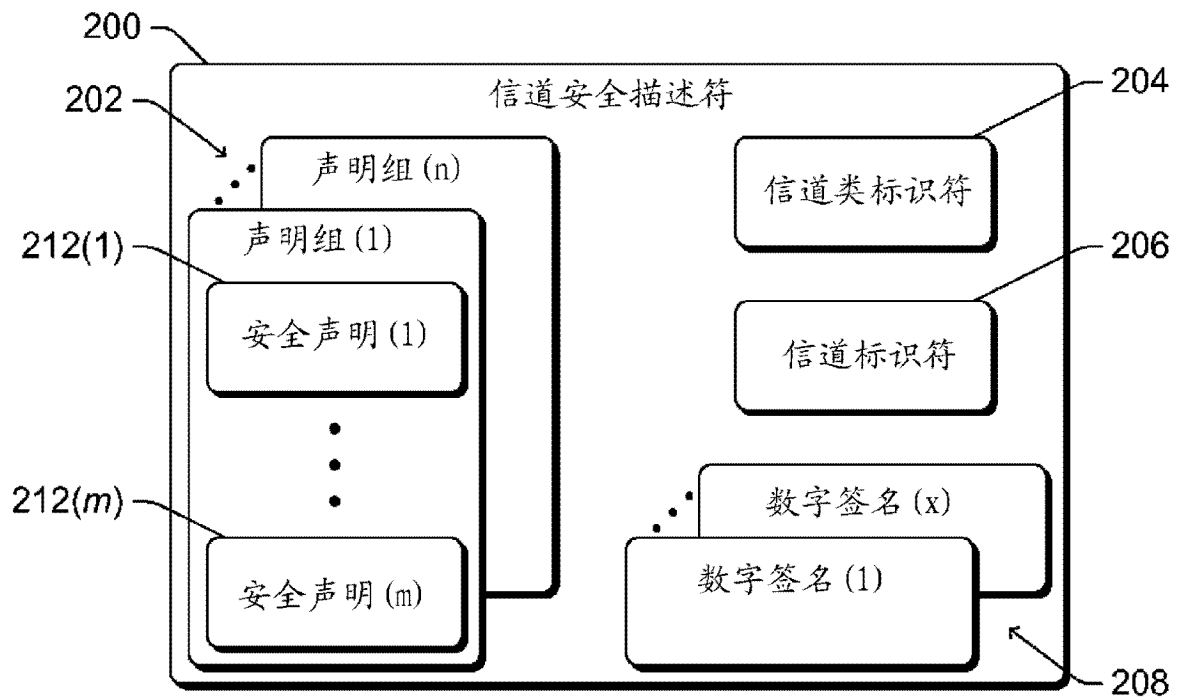 200
信道安全描述符
202
204
声明组(n)
信道类标识符
声明组(1)
212(1)
206
安全声明(1)
信道标识符
212(m)
数字签名(x)
安全声明(m)
数字签名(1)
208